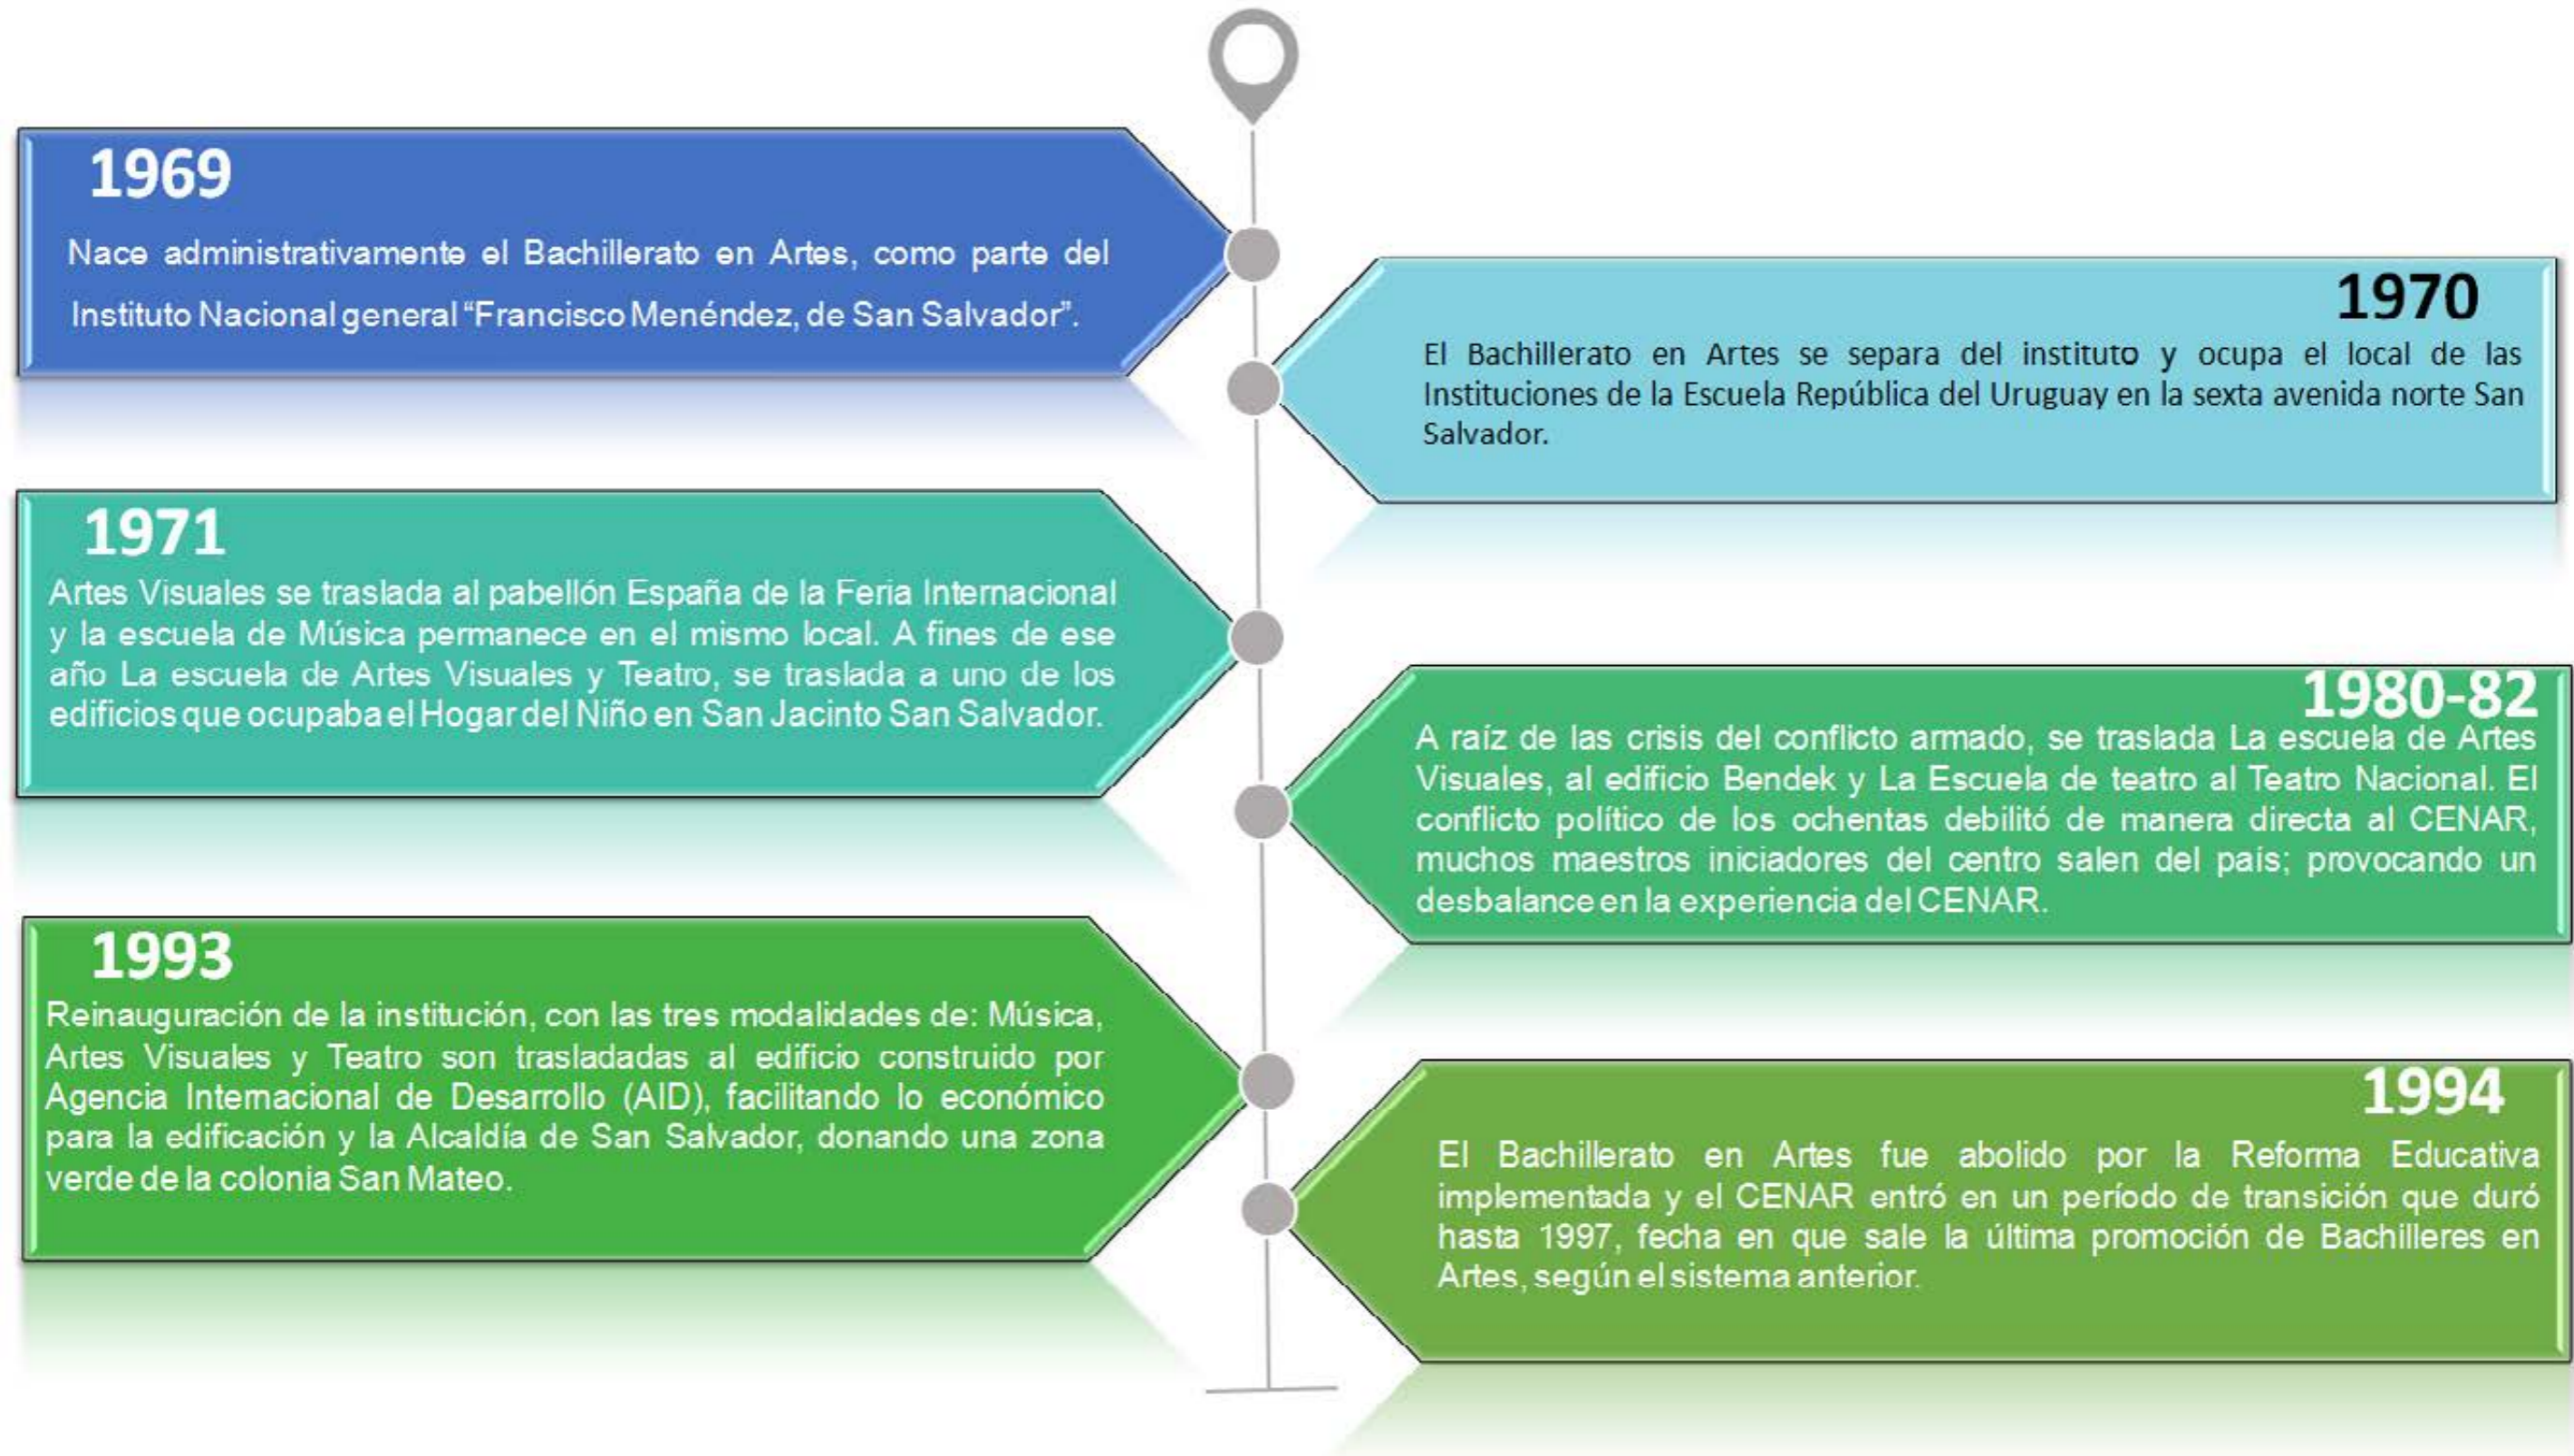 1969
Nace administrativamente el Bachillerato en Artes, como parte del
Instituto Nacional general “Francisco Menéndez, de San Salvador”.
1970
El Bachillerato en Artes se separa del instituto y ocupa el local de las
Instituciones de la Escuela República del Uruguay en la sexta avenida norte San
Salvador.
1971
Artes Visuales se traslada al pabellón España de la Feria Internacional
y la escuela de Música permanece en el mismo local. A fines de ese
año La escuela de Artes Visuales y Teatro, se traslada a uno de los
edificios que ocupaba el Hogar del Niño en San Jacinto San Salvador.
1980-82
A raíz de las crisis del conflicto armado, se traslada La escuela de Artes
Visuales, al edificio Bendek y La Escuela de teatro al Teatro Nacional. El
conflicto político de los ochentas debilitó de manera directa al CENAR,
muchos maestros iniciadores del centro salen del país; provocando un
desbalance en la experiencia del CENAR.
1993
Reinauguración de la institución, con las tres modalidades de: Música,
Artes Visuales y Teatro son trasladadas al edificio construido por
Agencia Internacional de Desarrollo (AID), facilitando lo económico
para la edificación y la Alcaldía de San Salvador, donando una zona
verde de la colonia San Mateo.
1994
El Bachillerato en Artes fue abolido por la Reforma Educativa
implementada y el CENAR entró en un período de transición que duró
hasta 1997, fecha en que sale la última promoción de Bachilleres en
Artes, según el sistema anterior.